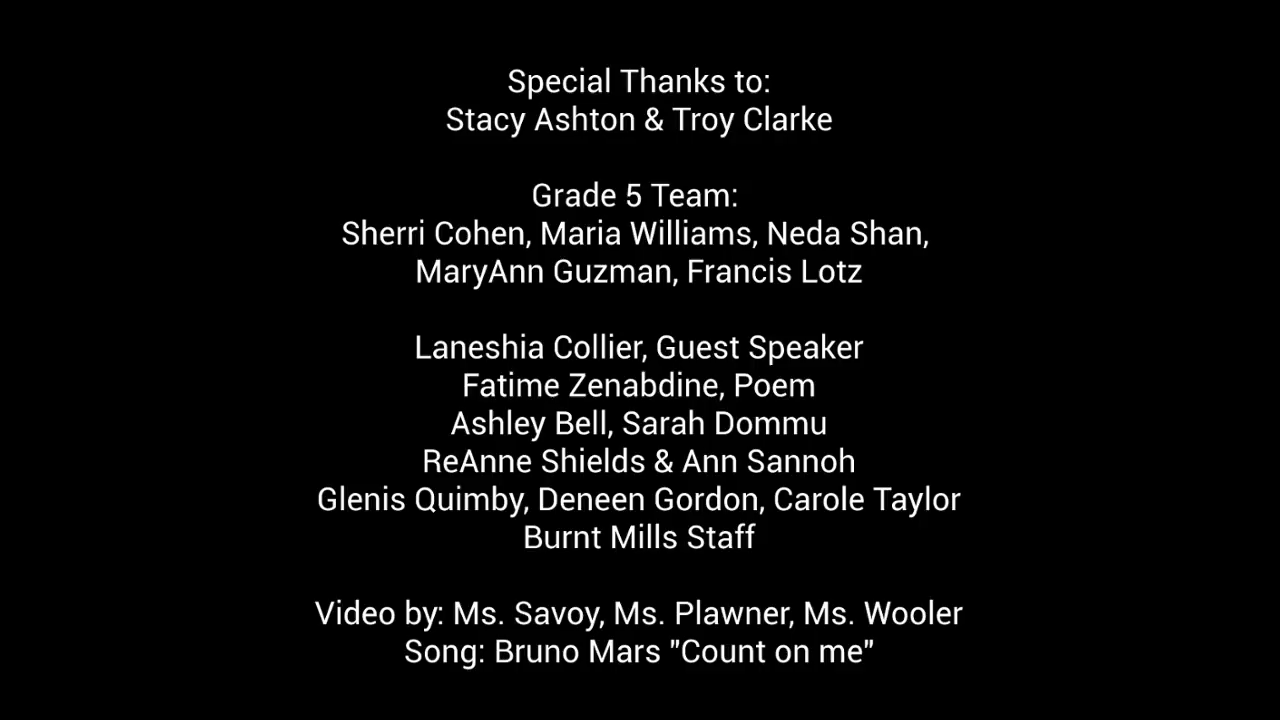 Special Thanks to:
Stacy Ashton & Troy Clarke
Grade 5 Team:
Sherri Cohen, Maria Williams, Neda Shan,
MaryAnn Guzman, Francis Lotz
Laneshia Collier, Guest Speaker
Fatime Zenabdine, Poem
Ashley Bell, Sarah Dommu
ReAnne Shields & Ann Sannoh
Glenis Quimby, Deneen Gordon, Carole Taylor
Burnt Mills Staff
Video by: Ms. Savoy, Ms. Plawner, Ms. Wooler
Song: Bruno Mars "Count on me"